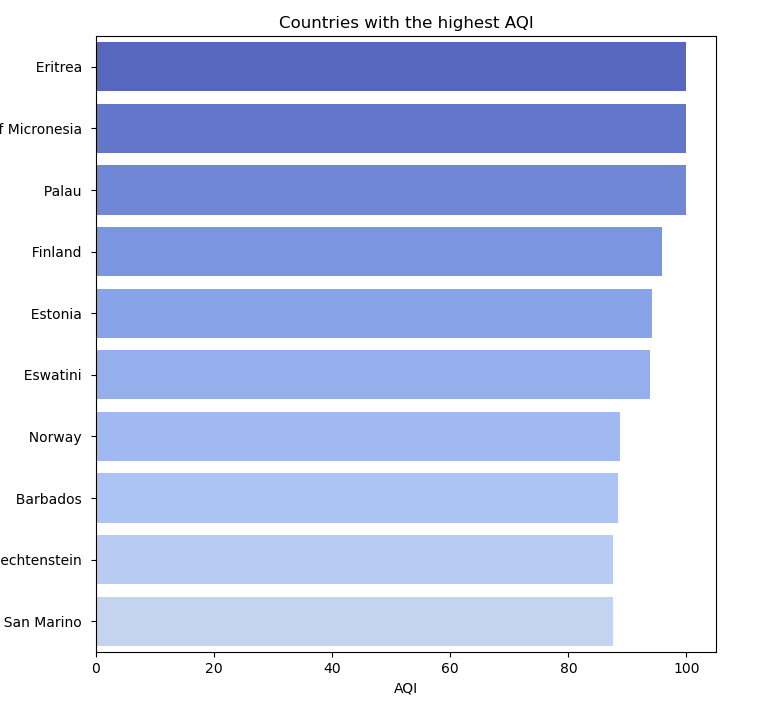 Countries with the highest AQI
Eritrea
f Micronesia
Palau
Finland
Estonia
Eswatini
Norway
Barbados
echtenstein
San Marino
0 20 40 60 80 100
AQI